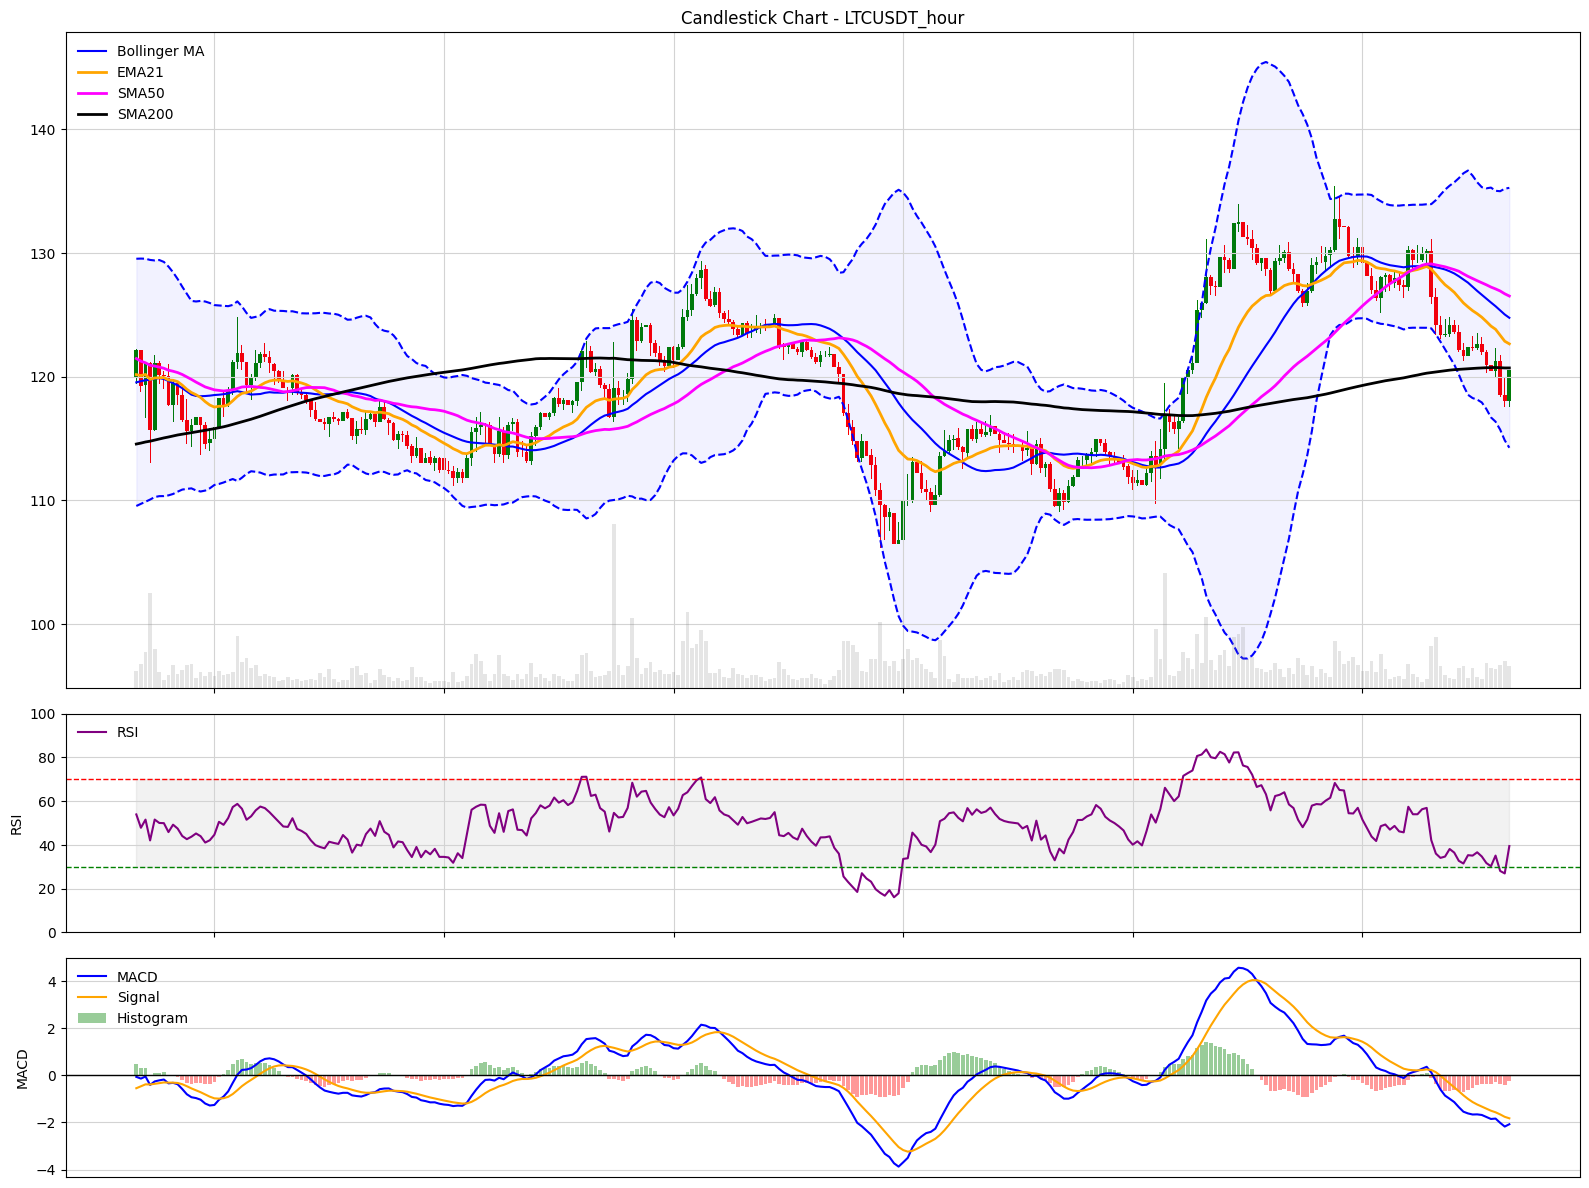 Candlestick Chart - LTCUSDT_hour
Bollinger MA
EMA21
SMA50
SMA200
140
130
120
110
100
100
80
60
40
20
0
RSI
RSI
4
2
0
−2
−4
MACD
MACD
Signal
Histogram